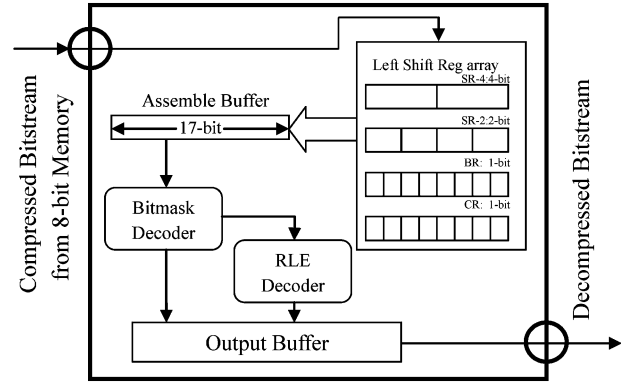 Compressed Bitstream
from 8-bit Memory
Left Shift Reg array
SR-4:4-bit
SR-2:2-bit
BR: 1-bit
CR: 1-bit
Assemble Buffer
17-bit
Bitmask
Decoder
RLE
Decoder
Output Buffer
Decompressed Bitstream